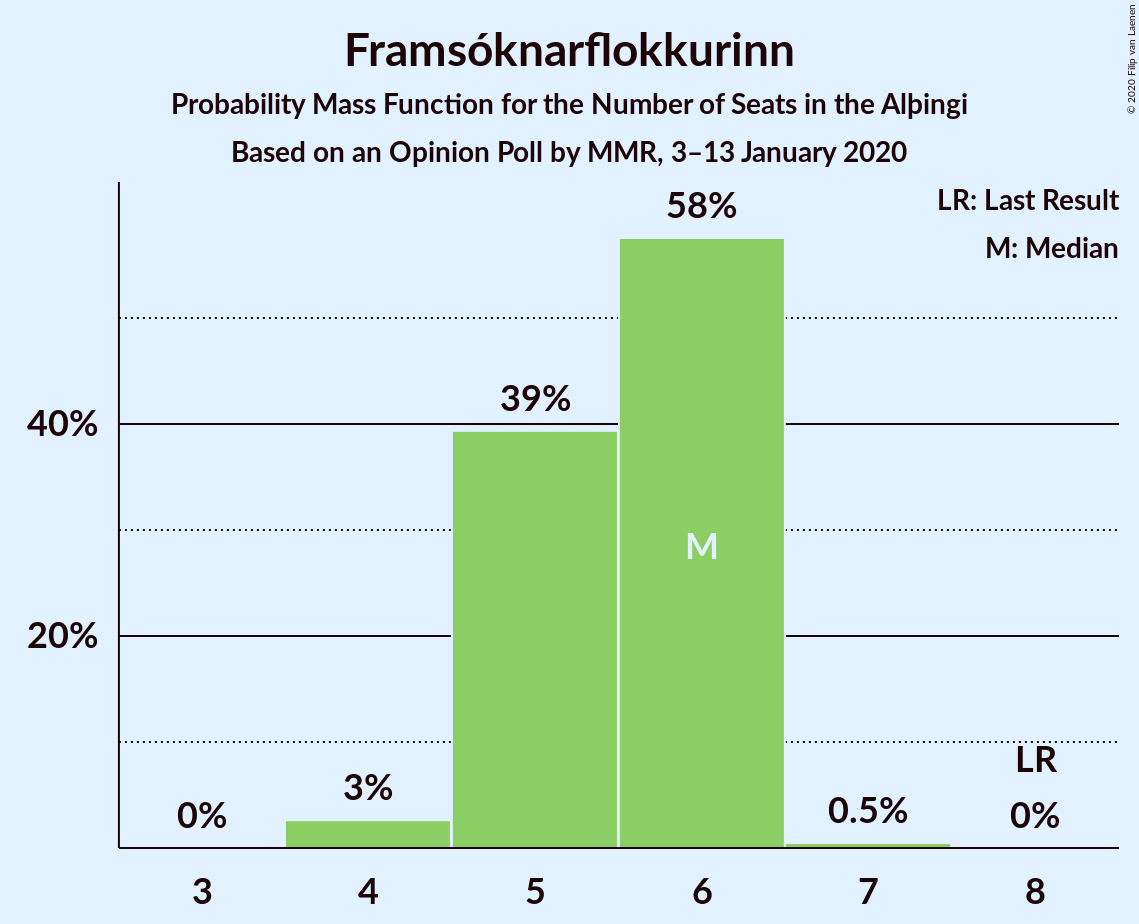 Framsóknarflokkurinn
Probability Mass Function for the Number of Seats in the Alþingi
Based on an Opinion Poll by MMR, 3–13 January 2020
© 2020 Filip van Laenen
LR: Last Result
M: Median
58%
39%
40%
M
20%
LR
3%
0%
0.5%
0%
3 4 5 6 7 8